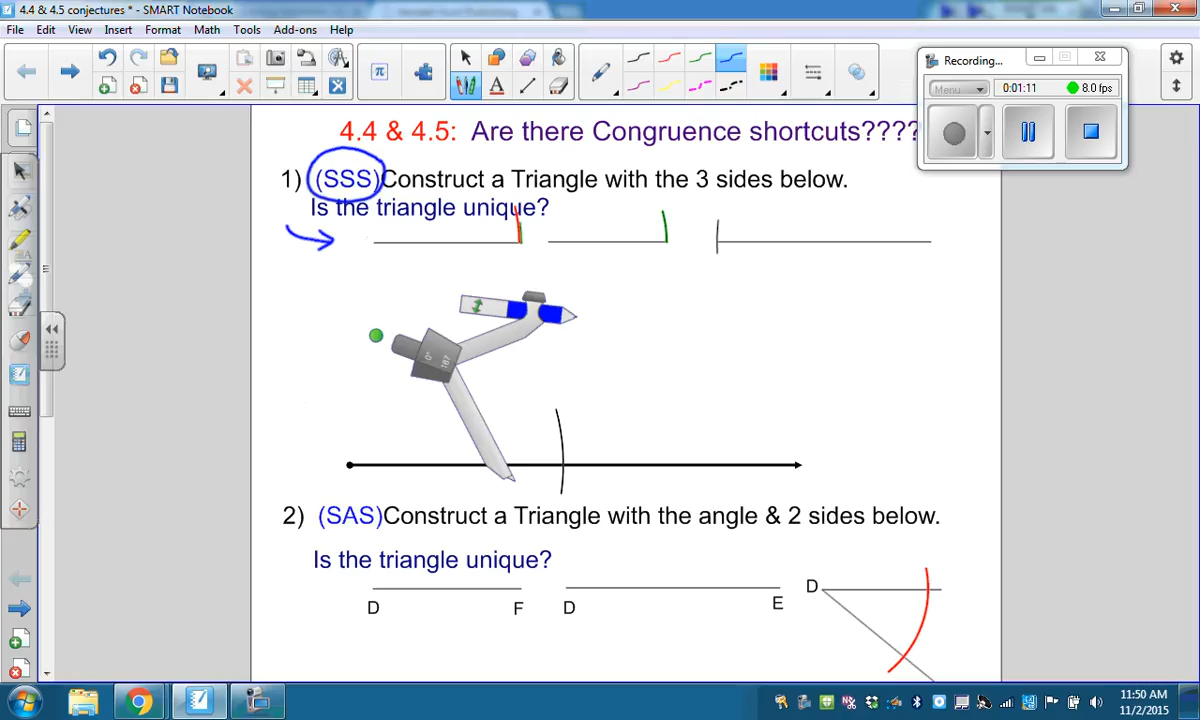 4.4 & 4.5 conjectures * - SMART Notebook
File Edit View Insert Format Math Tools Add-ons Help
Recording...
Menu 0:01:11 8.0 fps
4.4 & 4.5: Are there Congruence shortcuts????
1) (SSS)Construct a Triangle with the 3 sides below.
Is the triangle unique?
0° 187
2) (SAS)Construct a Triangle with the angle & 2 sides below.
Is the triangle unique?
D F D E D
11:50 AM
11/2/2015